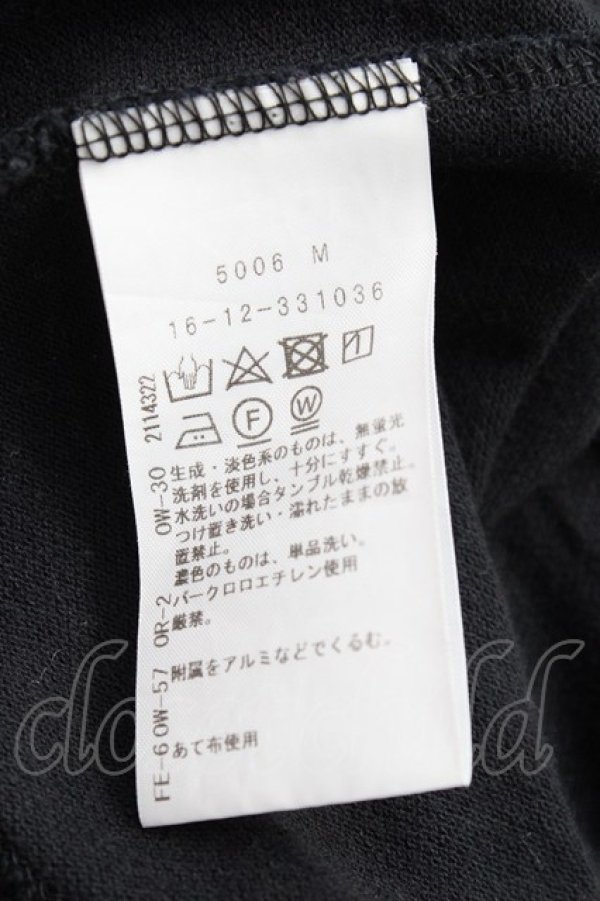 5006 M
16-12-331036
F W
生成・淡色系のものは、無蛍光
洗剤を使用し、十分にすすぐ。
水洗いの場合タンブル乾燥禁止。
つけ置き洗い・濡れたままの放
置禁止。
濃色のものは、単品洗い。
パークロロエチレン使用
厳禁。
附属をアルミなどでくるむ。
あて布使用
FE-60W-57 OR-2 OW-30 2114322